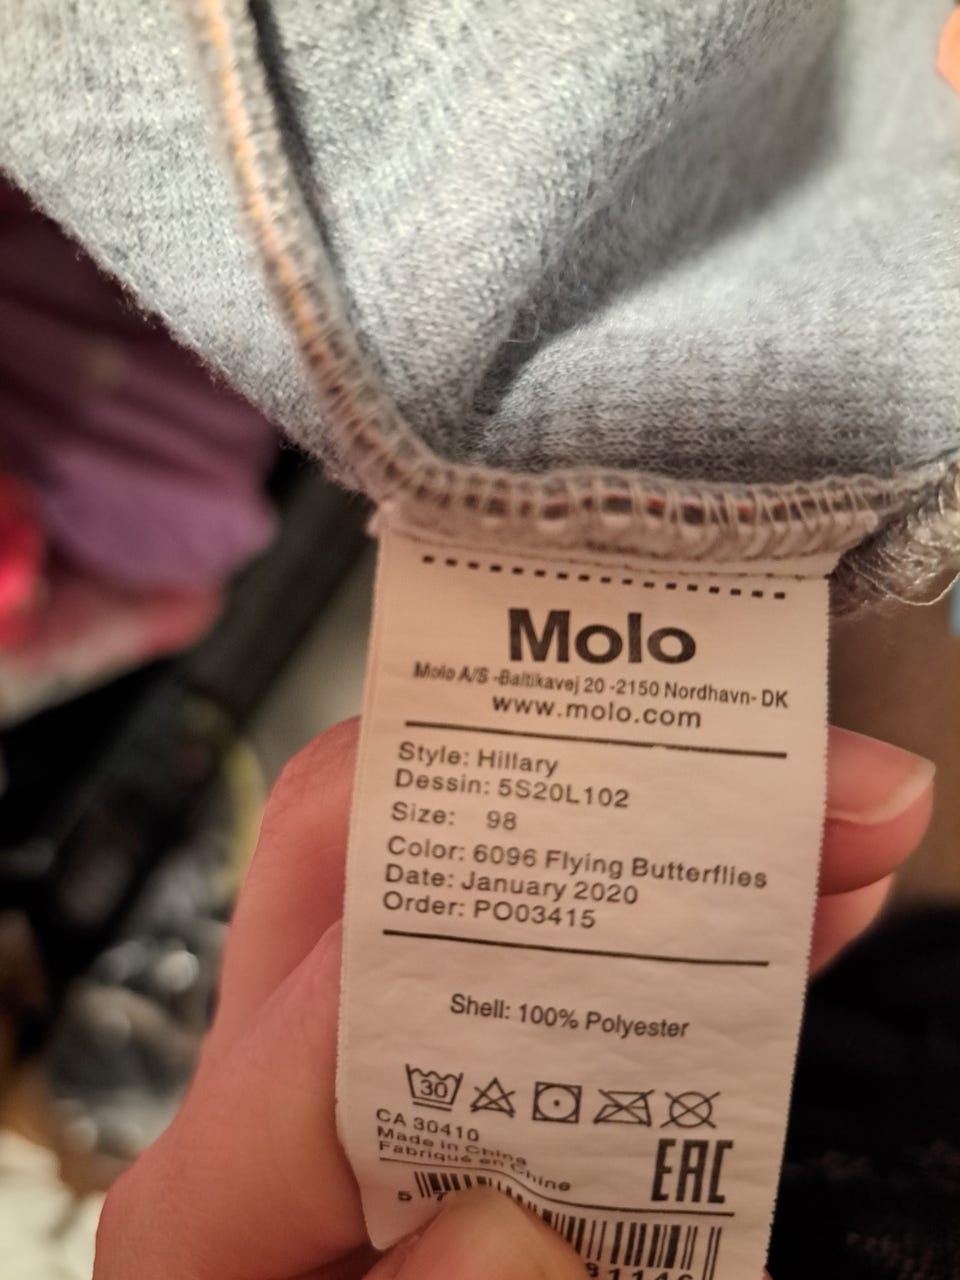 Molo
Molo A/S -Baltikavej 20 -2150 Nordhavn- DK
www.molo.com
Style: Hillary
Dessin: 5S20L102
Size: 98
Color: 6096 Flying Butterflies
Date: January 2020
Order: PO03415
Shell: 100% Polyester
30
CA 30410
Made in China
Fabriqué en Chine
EAC
5 7